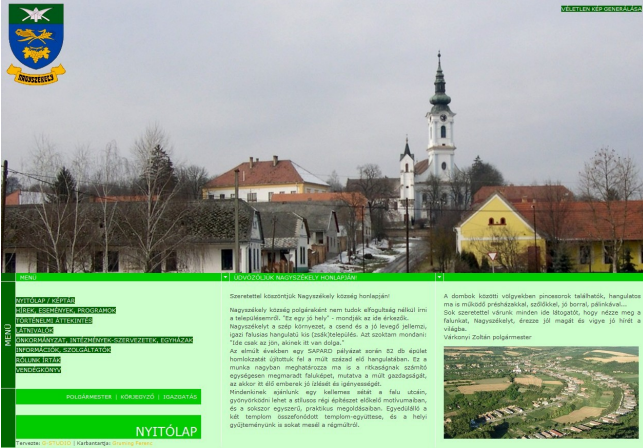 VÉLETLEN KÉP GENERÁLÁSA
NAGYSZÉKELY
MENÜ
ÜDVÖZÖLJÜK NAGYSZÉKELY HONLAPJÁN!
MENÜ
NYITÓLAP / KÉPTÁR
HÍREK, ESEMÉNYEK, PROGRAMOK
TÖRTÉNELMI ÁTTEKINTÉS
LÁTNIVALÓK
ÖNKORMÁNYZAT, INTÉZMÉNYEK-SZERVEZETEK, EGYHÁZAK
INFORMÁCIÓK, SZOLGÁLTATÓK
RÓLUNK ÍRTÁK
VENDÉGKÖNYV
POLGÁRMESTER | KÖRJEGYZŐ | IGAZGATÁS
NYITÓLAP
Tervezte: D-STUDIO | Karbantartja: Ferenc
Szeretettel köszöntjük Nagyszékely község honlapján!
Nagyszékely község polgáraként nem tudok elfogultság nélkül írni
a településemről. "Ez egy jó hely" - mondják az ide érkezők.
Nagyszékelyt a szép környezet, a csend és a jó levegő jellemzi,
igazi falusias hangulatú kis (zsák)település. Azt szoktam mondani:
"Ide csak az jön, akinek itt van dolga."
Az elmúlt években egy SAPARD pályázat során 82 db épület
homlokzatát újítottuk fel a múlt század elő hangulatában. Ez a
munka nagyban meghatározza ma is a ritkaságnak számító
egységesen megmaradt faluképet, mutatva a múlt gazdagságát,
az akkor itt élő emberek jó ízlését és igényességét.
Mindenkinek ajánlunk egy kellemes sétát a falu utcáin,
gyönyörködni lehet a stílusos régi építészet előkelő motívumaiban,
és a sokszor egyszerű, praktikus megoldásaiban. Egyedülálló a
két templom összefonódott templom-együttese, és a helyi
gyűjteményünk is sokat mesél a régmúltról.
A dombok közötti völgyekben pincesorok találhatók, hangulatos
ma is működő présházakkal, szőlőkkel, jó borral, pálinkával...
Sok szeretettel várunk minden ide látogatót, hogy nézze meg a
falunkat, Nagyszékelyt, érezze jól magát és vigye jó hírét a
világba.
Várkonyi Zoltán polgármester